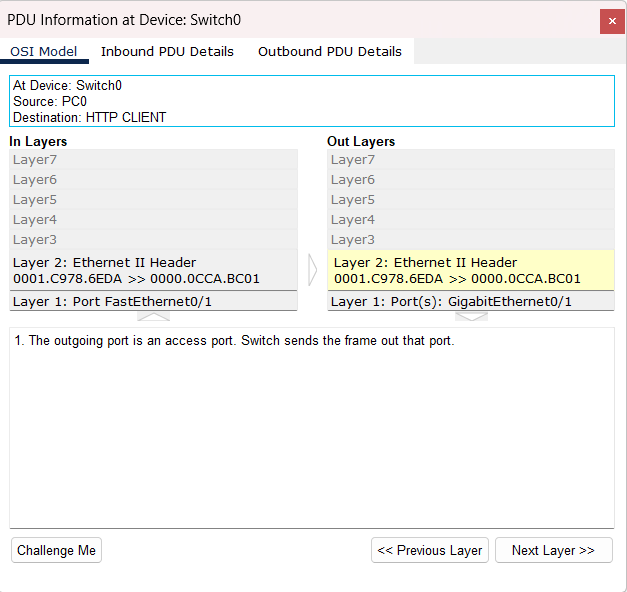 PDU Information at Device: Switch0
×
OSI Model Inbound PDU Details Outbound PDU Details
At Device: Switch0
Source: PC0
Destination: HTTP CLIENT
In Layers
Layer7
Layer6
Layer5
Layer4
Layer3
Layer 2: Ethernet II Header
0001.C978.6EDA >> 0000.0CCA.BC01
Layer 1: Port FastEthernet0/1
Out Layers
Layer7
Layer6
Layer5
Layer4
Layer3
Layer 2: Ethernet II Header
0001.C978.6EDA >> 0000.0CCA.BC01
Layer 1: Port(s): GigabitEthernet0/1
1. The outgoing port is an access port. Switch sends the frame out that port.
Challenge Me << Previous Layer Next Layer >>